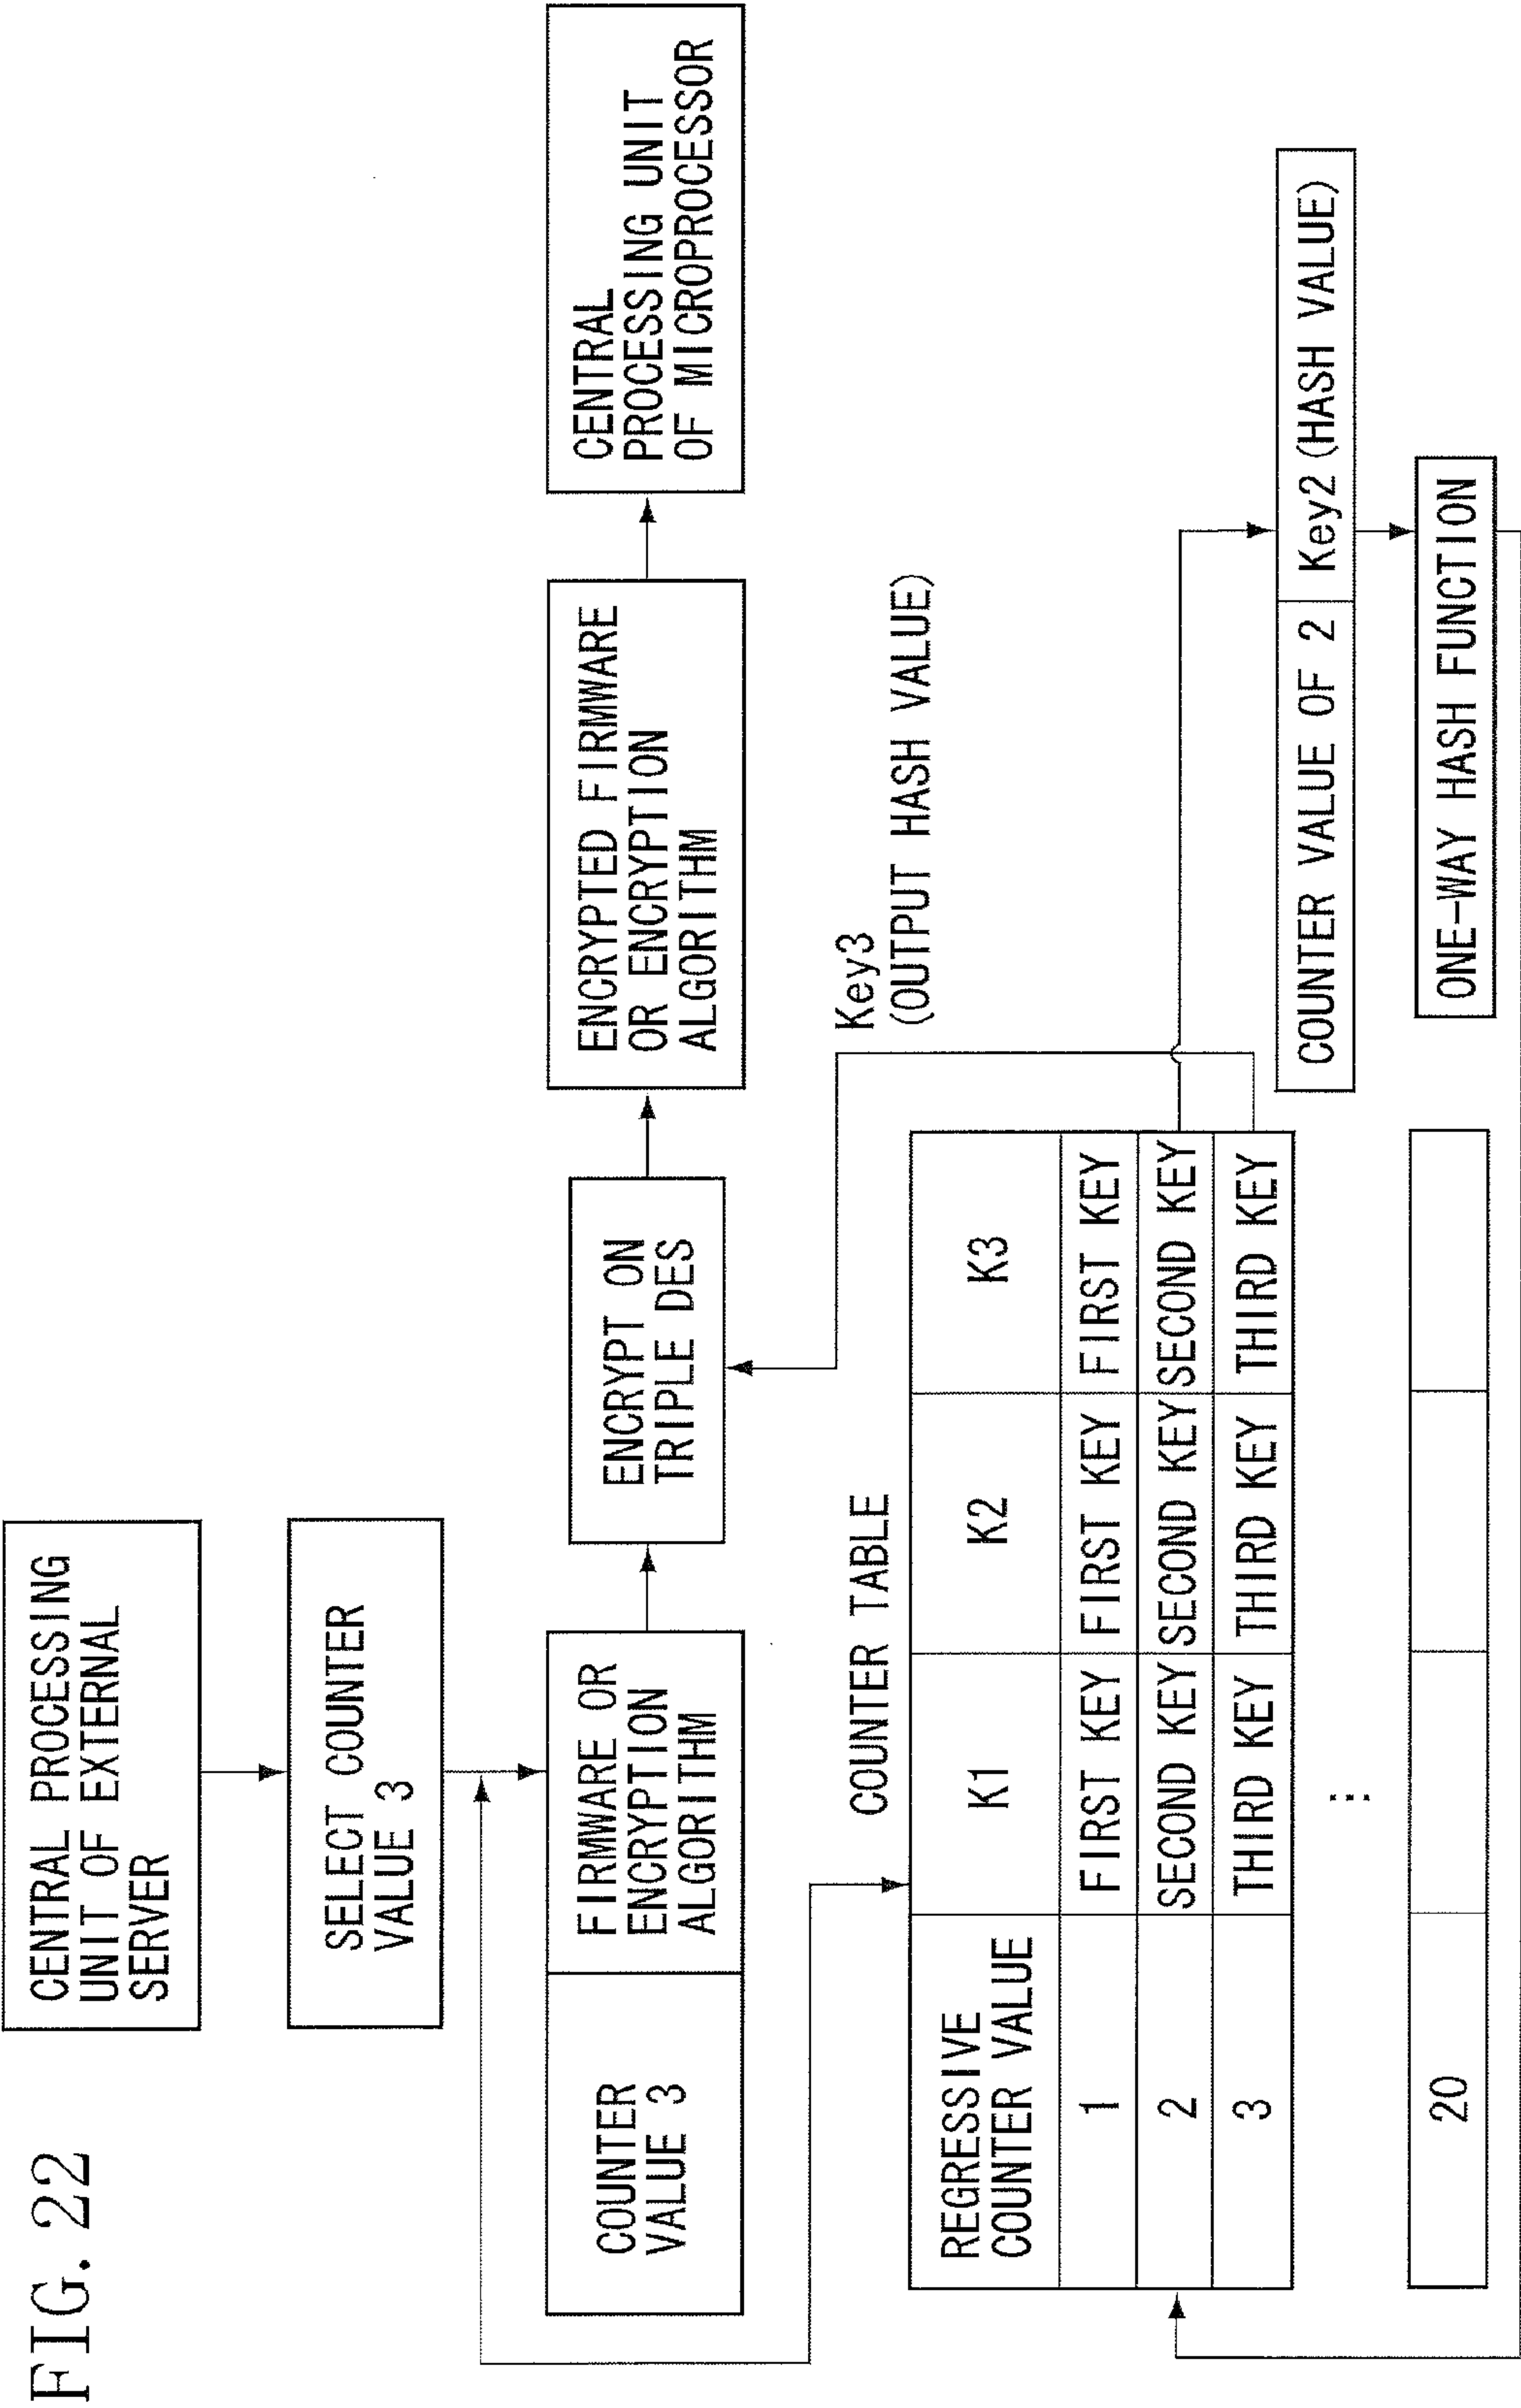 FIG. 22
CENTRAL PROCESSING
UNIT OF EXTERNAL
SERVER
SELECT COUNTER
VALUE 3
COUNTER
VALUE 3
FIRMWARE OR
ENCRYPTION
ALGORITHM
ENCRYPT ON
TRIPLE DES
ENCRYPTED FIRMWARE
OR ENCRYPTION
ALGORITHM
CENTRAL
PROCESSING UNIT
OF MICROPROCESSOR
Key3
(OUTPUT HASH VALUE)
COUNTER TABLE
REGRESSIVE
COUNTER VALUE
K1
K2
K3
1
FIRST KEY
FIRST KEY
FIRST KEY
2
SECOND KEY
SECOND KEY
SECOND KEY
3
THIRD KEY
THIRD KEY
THIRD KEY
⋮
20
COUNTER VALUE OF 2
Key2 (HASH VALUE)
ONE-WAY HASH FUNCTION